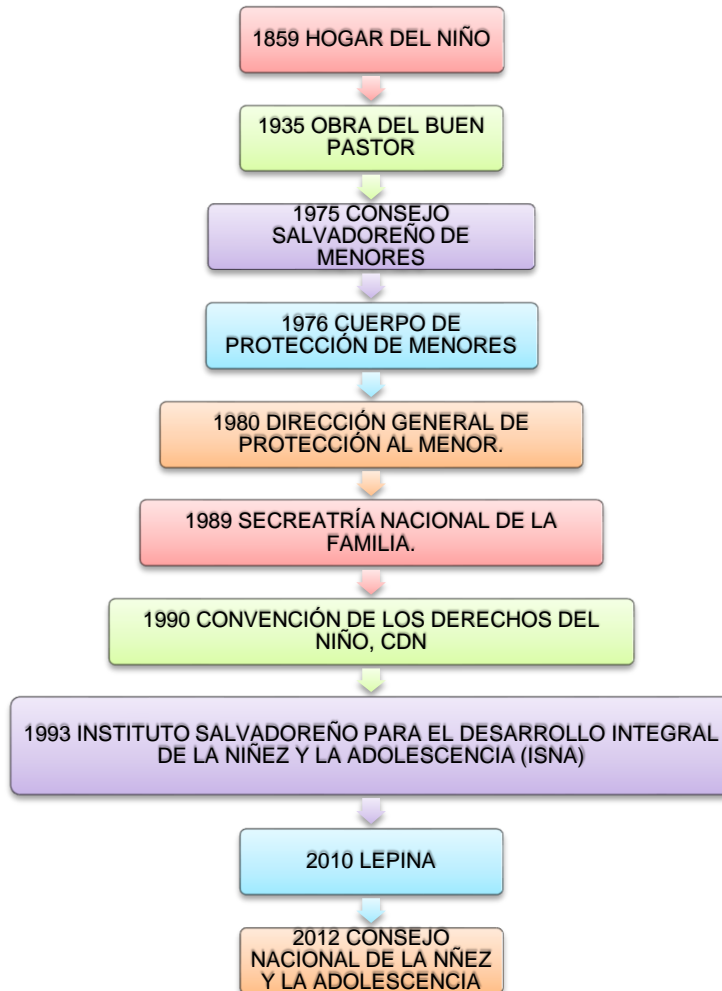 1859 HOGAR DEL NIÑO
1935 OBRA DEL BUEN
PASTOR
1975 CONSEJO
SALVADOREÑO DE
MENORES
1976 CUERPO DE
PROTECCIÓN DE MENORES
1980 DIRECCIÓN GENERAL DE
PROTECCIÓN AL MENOR.
1989 SECREATRÍA NACIONAL DE LA
FAMILIA.
1990 CONVENCIÓN DE LOS DERECHOS DEL
NIÑO, CDN
1993 INSTITUTO SALVADOREÑO PARA EL DESARROLLO INTEGRAL
DE LA NIÑEZ Y LA ADOLESCENCIA (ISNA)
2010 LEPINA
2012 CONSEJO
NACIONAL DE LA NÑEZ
Y LA ADOLESCENCIA